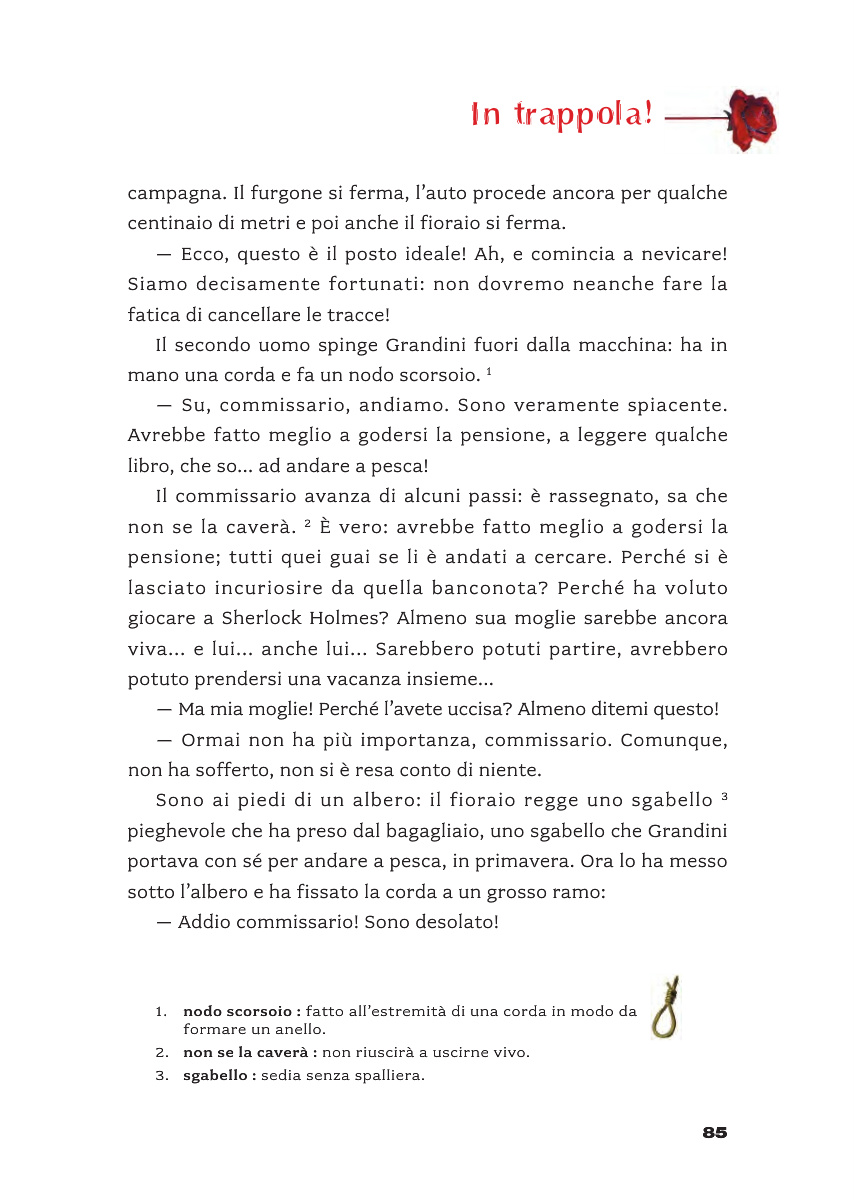 In trappola!
campagna. Il furgone si ferma, l'auto procede ancora per qualche
centinaio di metri e poi anche il fioraio si ferma.
— Ecco, questo è il posto ideale! Ah, e comincia a nevicare!
Siamo decisamente fortunati: non dovremo neanche fare la
fatica di cancellare le tracce!
Il secondo uomo spinge Grandini fuori dalla macchina: ha in
mano una corda e fa un nodo scorsoio. ¹
— Su, commissario, andiamo. Sono veramente spiacente.
Avrebbe fatto meglio a godersi la pensione, a leggere qualche
libro, che so... ad andare a pesca!
Il commissario avanza di alcuni passi: è rassegnato, sa che
non se la caverà. ² È vero: avrebbe fatto meglio a godersi la
pensione; tutti quei guai se li è andati a cercare. Perché si è
lasciato incuriosire da quella banconota? Perché ha voluto
giocare a Sherlock Holmes? Almeno sua moglie sarebbe ancora
viva... e lui... anche lui... Sarebbero potuti partire, avrebbero
potuto prendersi una vacanza insieme...
— Ma mia moglie! Perché l'avete uccisa? Almeno ditemi questo!
— Ormai non ha più importanza, commissario. Comunque,
non ha sofferto, non si è resa conto di niente.
Sono ai piedi di un albero: il fioraio regge uno sgabello ³
pieghevole che ha preso dal bagagliaio, uno sgabello che Grandini
portava con sé per andare a pesca, in primavera. Ora lo ha messo
sotto l'albero e ha fissato la corda a un grosso ramo:
— Addio commissario! Sono desolato!
1. nodo scorsoio : fatto all'estremità di una corda in modo da
formare un anello.
2. non se la caverà : non riuscirà a uscirne vivo.
3. sgabello : sedia senza spalliera.
85